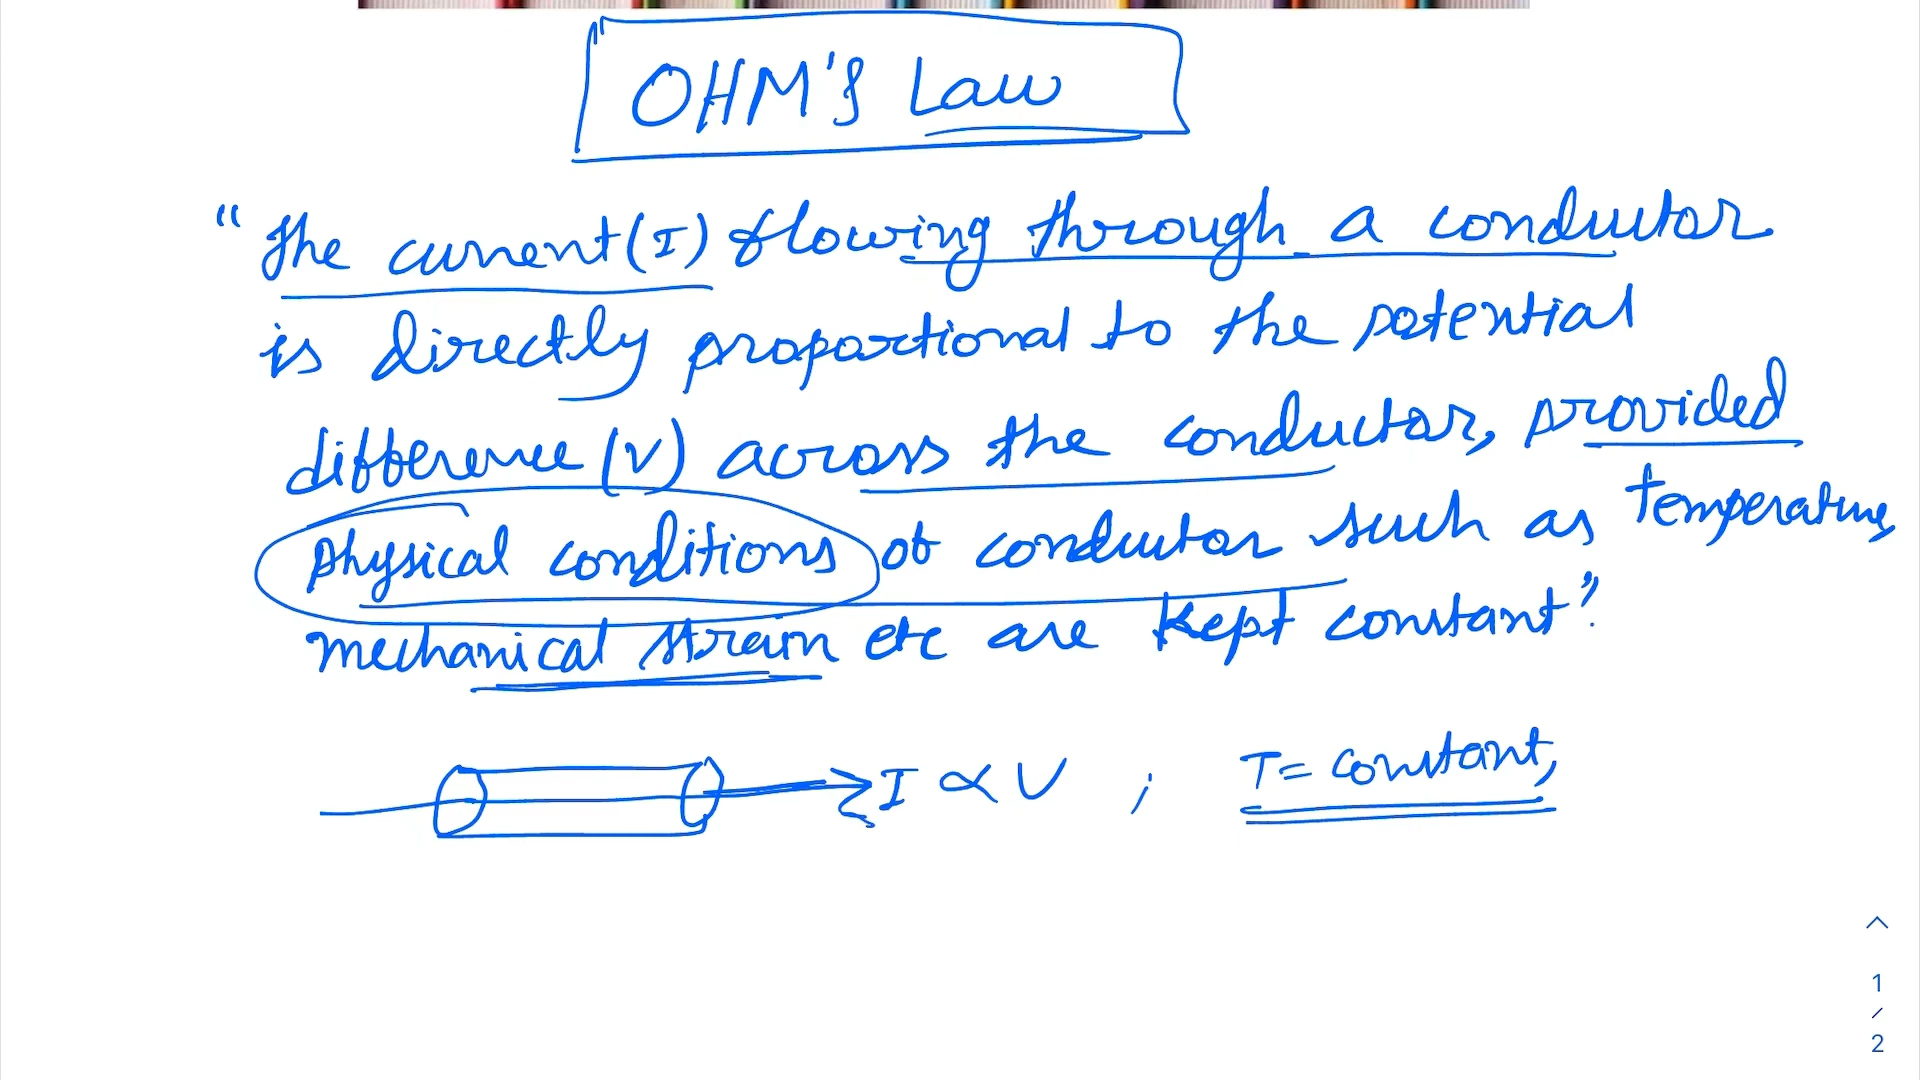 OHM'S Law
"The current (I) flowing through a conductor
is directly proportional to the potential
difference (V) across the conductor, provided
physical conditions of conductor such as temperature,
mechanical strain etc are kept constant"
I ∝ V ; T = constant,
1
/
2